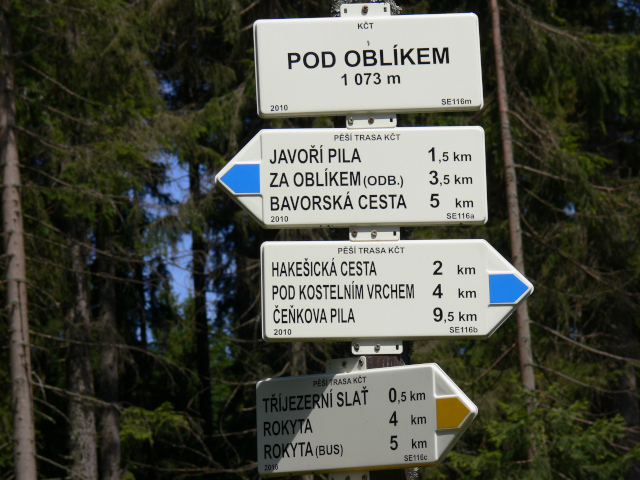 KČT
POD OBLÍKEM
1 073 m
2010 SE116m
PĚŠÍ TRASA KČT
JAVOŘÍ PILA 1,5 km
ZA OBLÍKEM (ODB.) 3,5 km
BAVORSKÁ CESTA 5 km
2010 SE116a
PĚŠÍ TRASA KČT
HAKEŠICKÁ CESTA 2 km
POD KOSTELNÍM VRCHEM 4 km
ČEŇKOVA PILA 9,5 km
2010 SE116b
PĚŠÍ TRASA KČT
TŘÍJEZERNÍ SLAŤ 0,5 km
ROKYTA 4 km
ROKYTA (BUS) 5 km
2010 SE116c